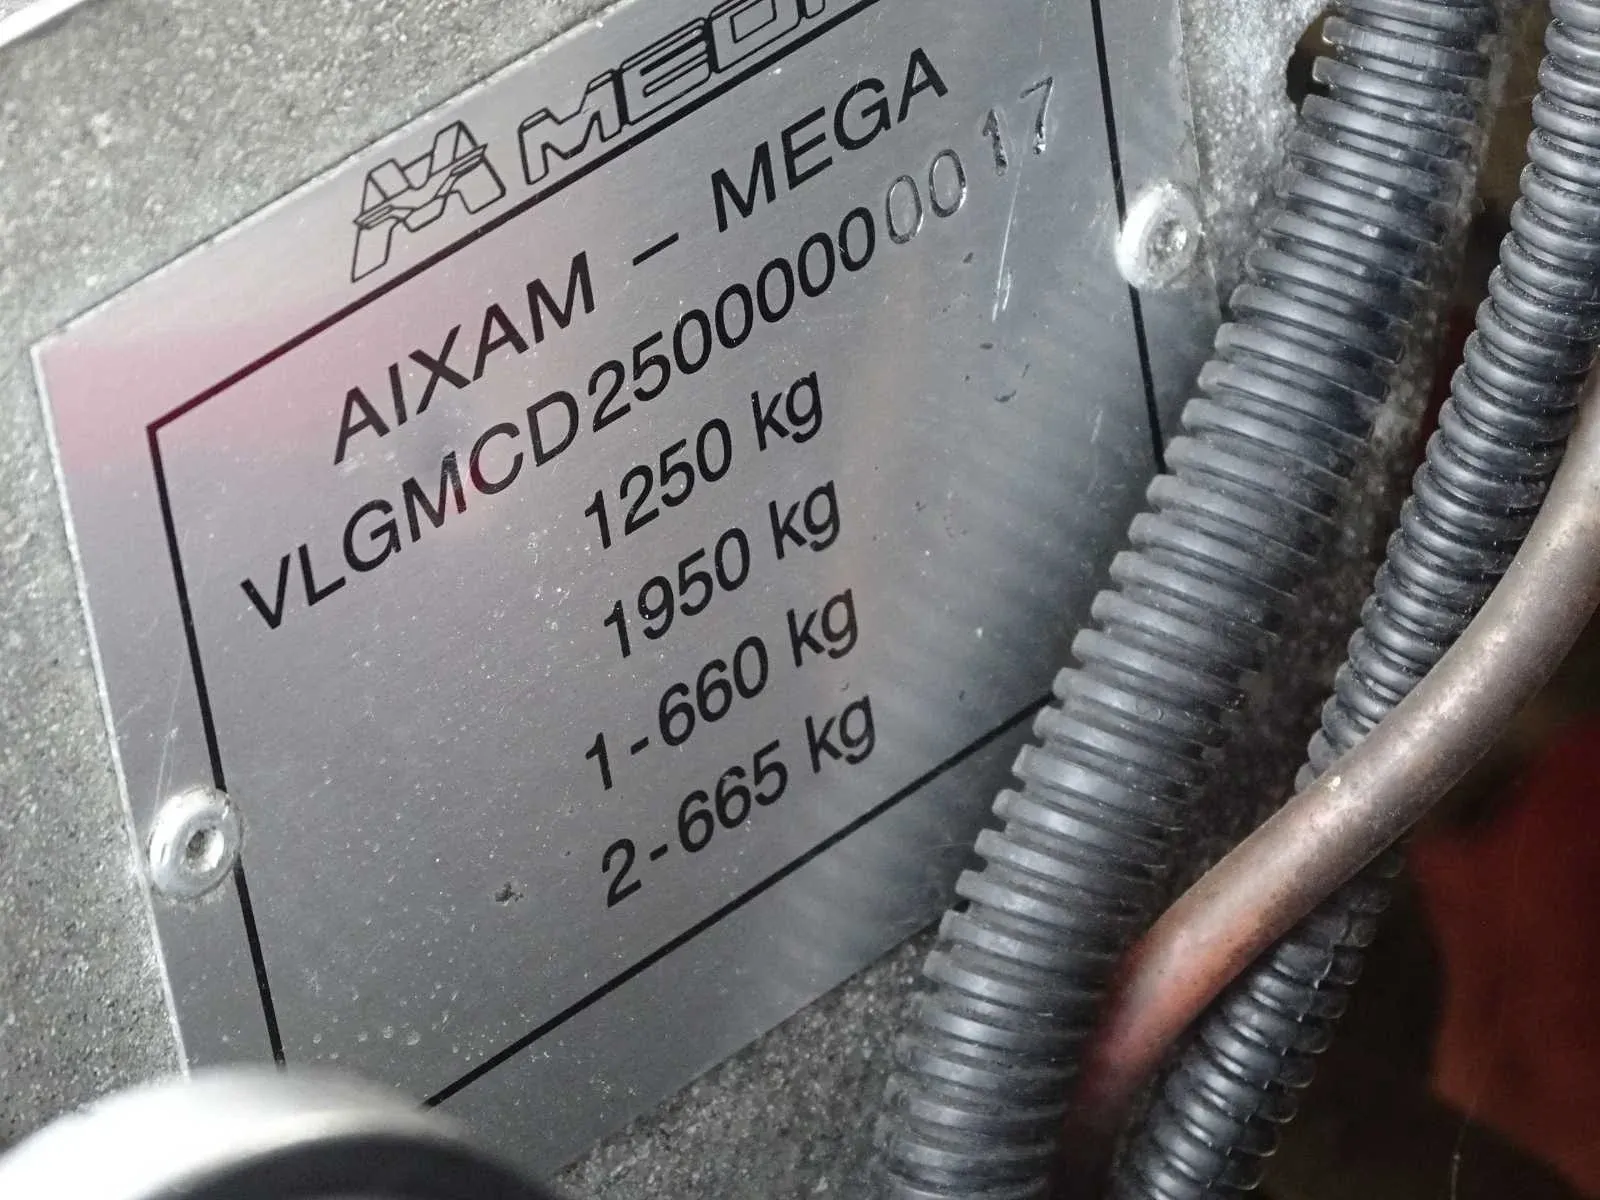 AIXAM – MEGA
VLGMCD25000000017
1250 kg
1950 kg
1-660 kg
2-665 kg